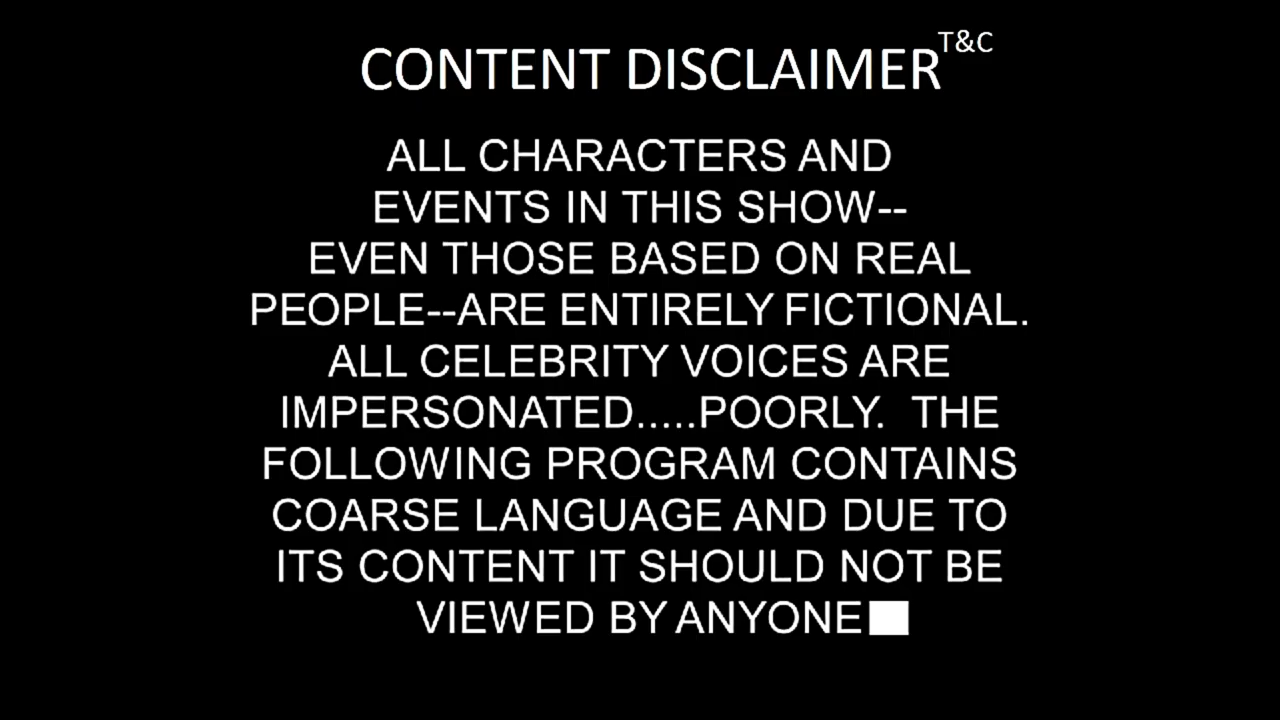 CONTENT DISCLAIMER T&C
ALL CHARACTERS AND
EVENTS IN THIS SHOW--
EVEN THOSE BASED ON REAL
PEOPLE--ARE ENTIRELY FICTIONAL.
ALL CELEBRITY VOICES ARE
IMPERSONATED.....POORLY.  THE
FOLLOWING PROGRAM CONTAINS
COARSE LANGUAGE AND DUE TO
ITS CONTENT IT SHOULD NOT BE
VIEWED BY ANYONE